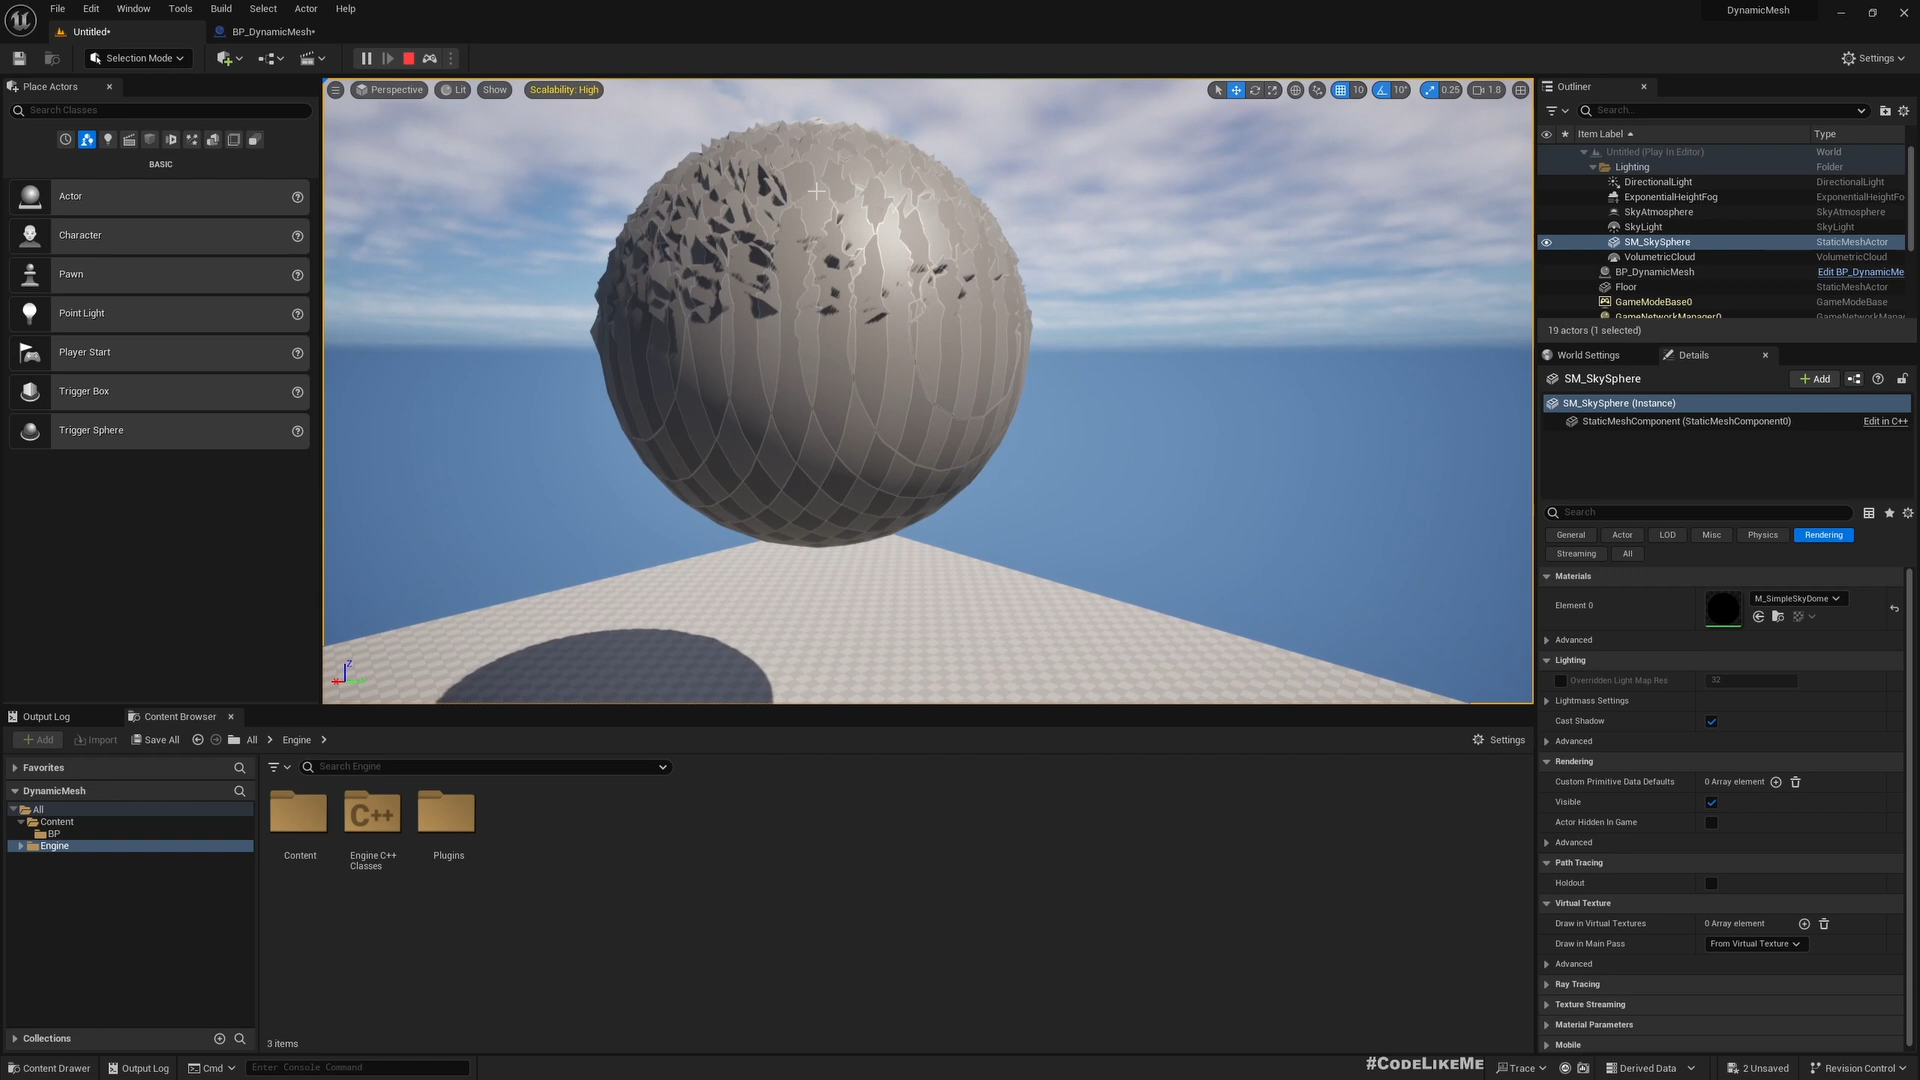 File Edit Window Tools Build Select Actor Help
DynamicMesh
Untitled*
BP_DynamicMesh*
Selection Mode
Settings
Place Actors
Search Classes
BASIC
Actor
Character
Pawn
Point Light
Player Start
Trigger Box
Trigger Sphere
Perspective Lit Show Scalability: High
10 10° 0.25 1.8
Z
Outliner
Search...
Item Label Type
Untitled (Play In Editor) World
Lighting Folder
DirectionalLight DirectionalLight
ExponentialHeightFog ExponentialHeightFo
SkyAtmosphere SkyAtmosphere
SkyLight SkyLight
SM_SkySphere StaticMeshActor
VolumetricCloud VolumetricCloud
BP_DynamicMesh Edit BP_DynamicMe
Floor StaticMeshActor
GameModeBase0 GameModeBase
GameNetworkManager0 GameNetworkMana
19 actors (1 selected)
World Settings Details
SM_SkySphere
Add
SM_SkySphere (Instance)
StaticMeshComponent (StaticMeshComponent0) Edit in C++
Search
General Actor LOD Misc Physics Rendering
Streaming All
Materials
Element 0 M_SimpleSkyDome
Advanced
Lighting
Overridden Light Map Res 32
Lightmass Settings
Cast Shadow
Advanced
Rendering
Custom Primitive Data Defaults 0 Array element
Visible
Actor Hidden In Game
Advanced
Path Tracing
Holdout
Virtual Texture
Draw in Virtual Textures 0 Array element
Draw in Main Pass From Virtual Texture
Advanced
Ray Tracing
Texture Streaming
Material Parameters
Mobile
Output Log Content Browser
Add Import Save All All Engine
Settings
Favorites
DynamicMesh
All
Content
BP
Engine
Collections
Search Engine
C++
Content
Engine C++
Classes
Plugins
3 items
#CODELIKEME
Content Drawer Output Log Cmd Enter Console Command
Trace Derived Data 2 Unsaved Revision Control